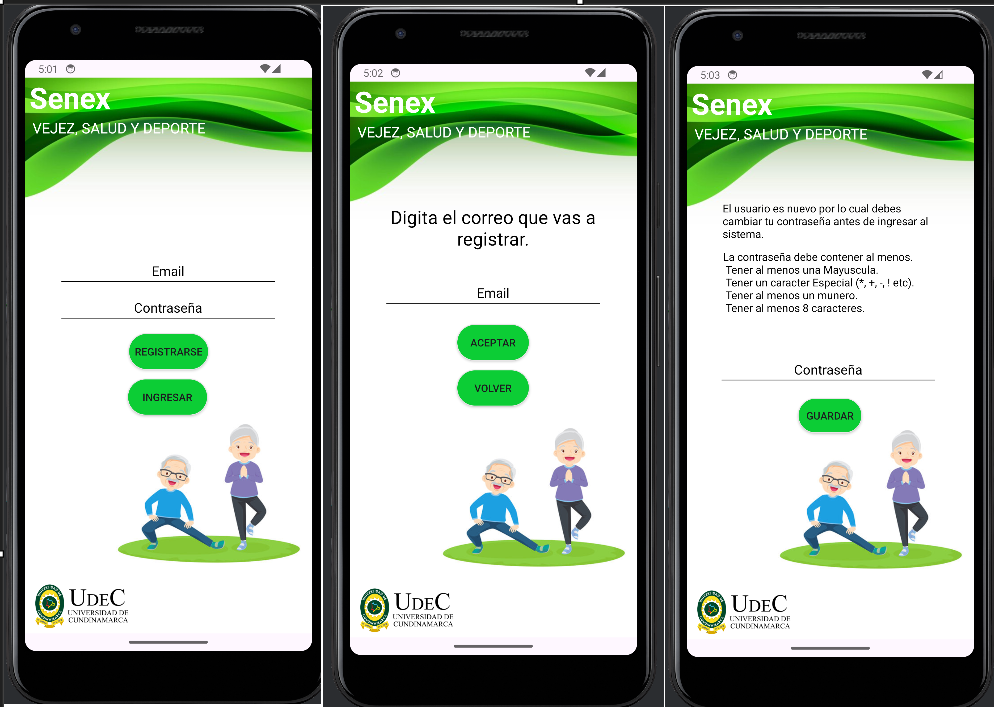 5:01
Senex
VEJEZ, SALUD Y DEPORTE
Email
Contraseña
REGISTRARSE
INGRESAR
UDEC
UNIVERSIDAD DE
CUNDINAMARCA
5:02
Senex
VEJEZ, SALUD Y DEPORTE
Digita el correo que vas a
registrar.
Email
ACEPTAR
VOLVER
UDEC
UNIVERSIDAD DE
CUNDINAMARCA
5:03
Senex
VEJEZ, SALUD Y DEPORTE
El usuario es nuevo por lo cual debes
cambiar tu contraseña antes de ingresar al
sistema.
La contraseña debe contener al menos.
Tener al menos una Mayuscula.
Tener un caracter Especial (*, +, -, ! etc).
Tener al menos un munero.
Tener al menos 8 caracteres.
Contraseña
GUARDAR
UDEC
UNIVERSIDAD DE
CUNDINAMARCA